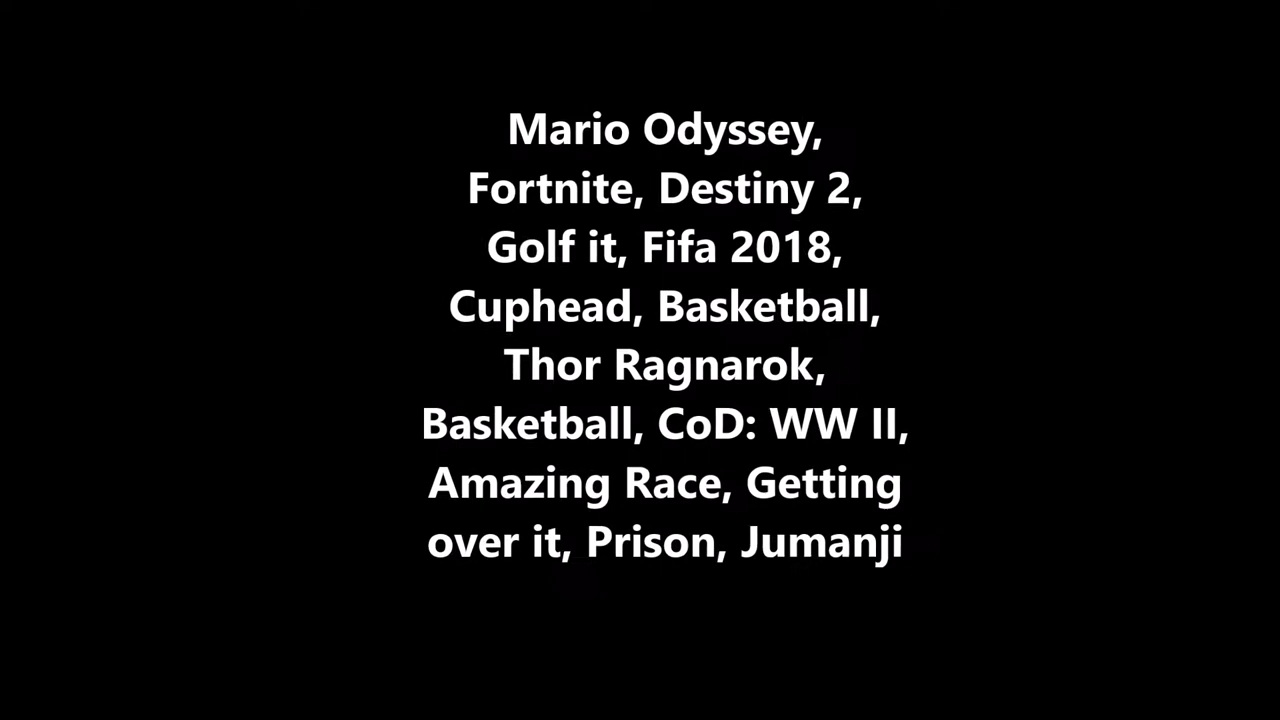 Mario Odyssey,
Fortnite, Destiny 2,
Golf it, Fifa 2018,
Cuphead, Basketball,
Thor Ragnarok,
Basketball, CoD: WW II,
Amazing Race, Getting
over it, Prison, Jumanji